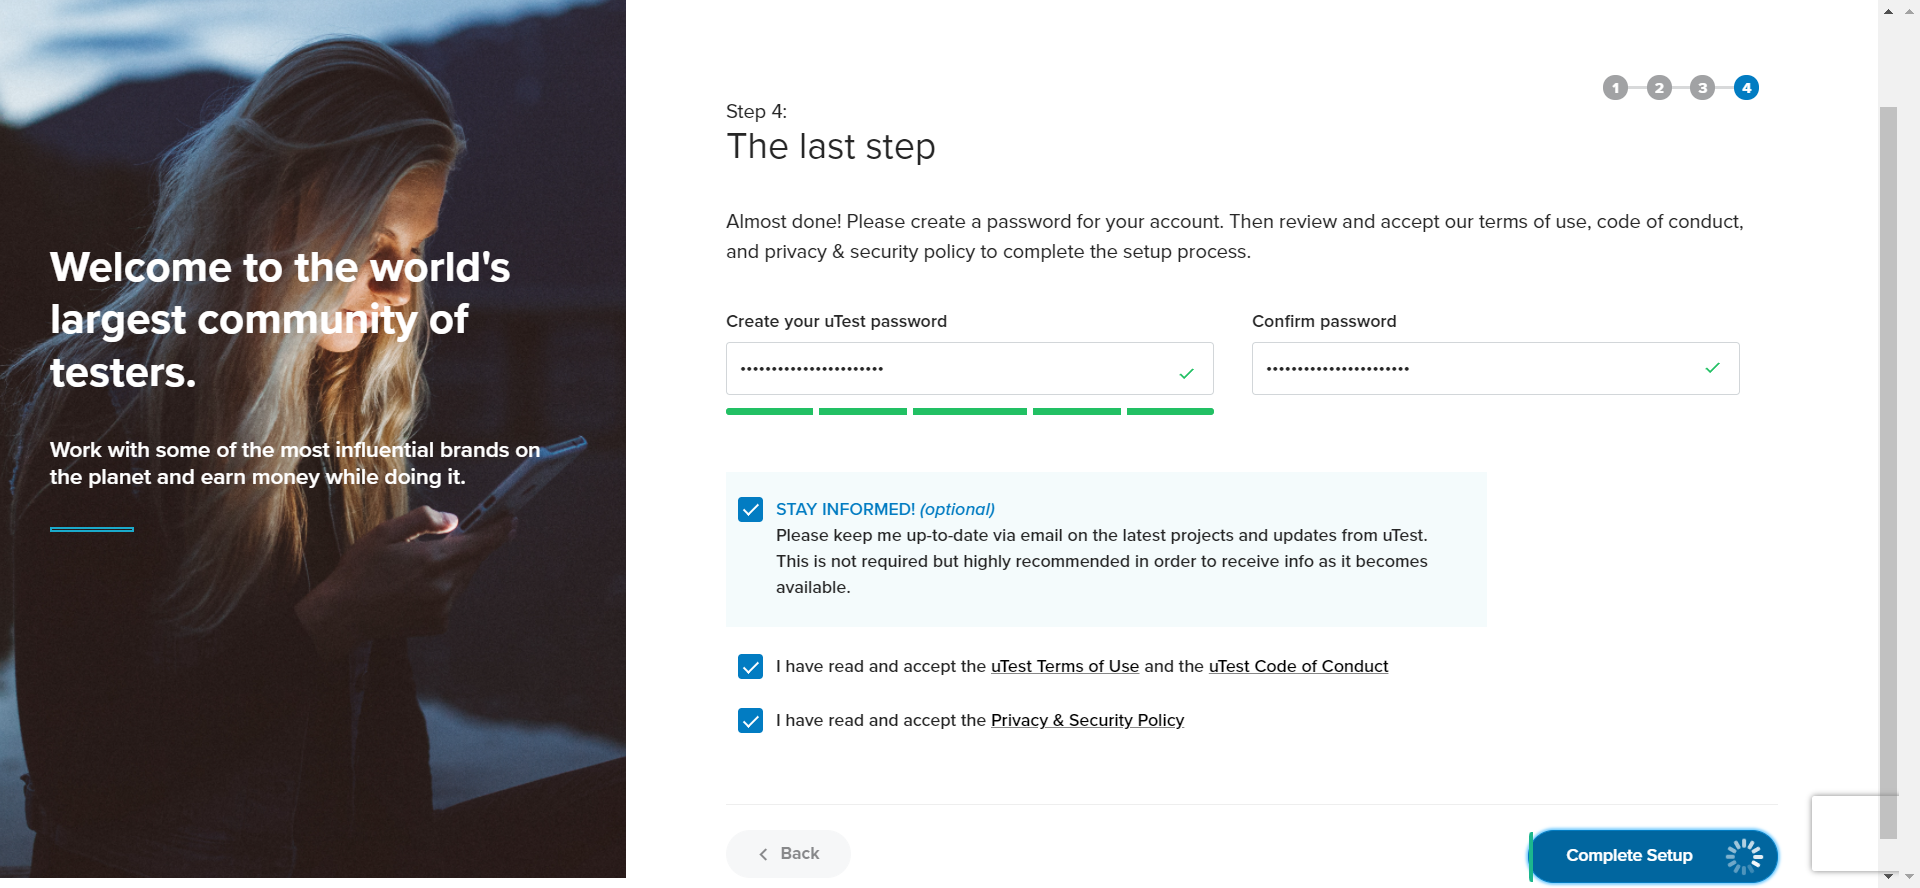 Welcome to the world's
largest community of
testers.
Work with some of the most influential brands on
the planet and earn money while doing it.
1 2 3 4
Step 4:
The last step
Almost done! Please create a password for your account. Then review and accept our terms of use, code of conduct,
and privacy & security policy to complete the setup process.
Create your uTest password
Confirm password
STAY INFORMED! (optional)
Please keep me up-to-date via email on the latest projects and updates from uTest.
This is not required but highly recommended in order to receive info as it becomes
available.
I have read and accept the uTest Terms of Use and the uTest Code of Conduct
I have read and accept the Privacy & Security Policy
Back
Complete Setup